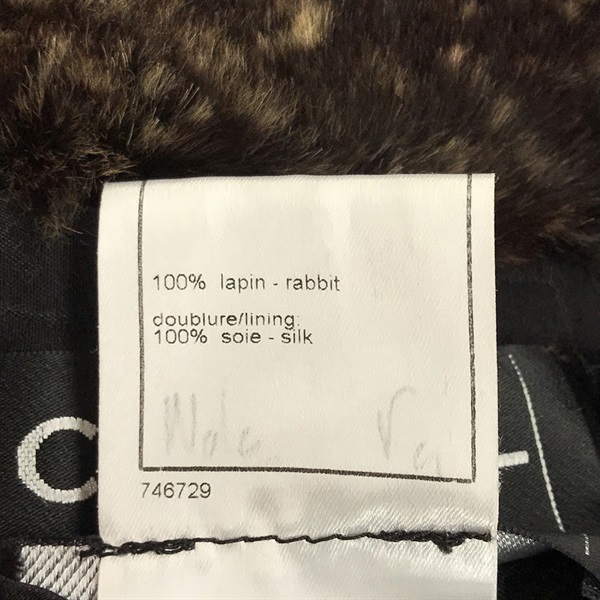 100% lapin - rabbit
doublure/lining:
100% soie - silk
746729
C